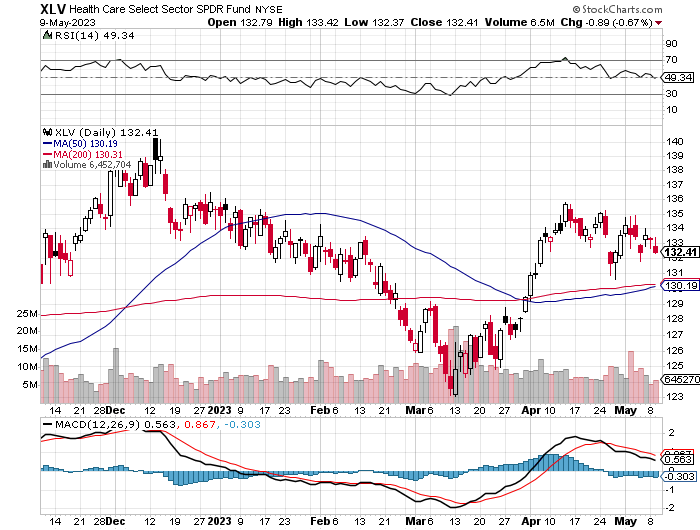 XLV Health Care Select Sector SPDR Fund NYSE © StockCharts.com
9-May-2023 Open 132.79 High 133.42 Low 132.37 Close 132.41 Volume 6.5M Chg -0.89 (-0.67%)
RSI(14) 49.34
90
70
49.34
30
10
XLV (Daily) 132.41
MA(50) 130.19
MA(200) 130.31
Volume 6,452,704
140
139
138
137
136
135
134
133
132.41
132
131
130.19
129
128
127
126
125
124
123
25M
20M
15M
10M
5M
645270
14 21 28 Dec 12 19 27 2023 9 17 23 Feb 6 13 21 Mar 6 13 20 27 Apr 10 17 24 May 8
MACD(12,26,9) 0.563, 0.867, -0.303
2
1
0.867
0.563
0
-0.303
-1
-2
14 21 28 Dec 12 19 27 2023 9 17 23 Feb 6 13 21 Mar 6 13 20 27 Apr 10 17 24 May 8